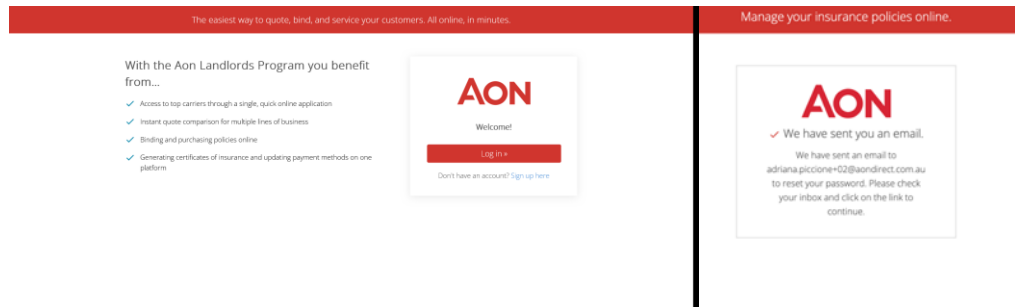 The easiest way to quote, bind, and service your customers. All online, in minutes.
With the Aon Landlords Program you benefit
from...
Access to top carriers through a single, quick online application
Instant quote comparison for multiple lines of business
Binding and purchasing policies online
Generating certificates of insurance and updating payment methods on one
platform
AON
Welcome!
Log in »
Don't have an account? Sign up here
Manage your insurance policies online.
AON
We have sent you an email.
We have sent an email to
adriana.piccione+02@aondirect.com.au
to reset your password. Please check
your inbox and click on the link to
continue.